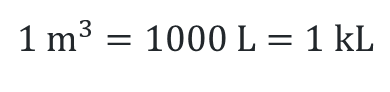 1 m³ = 1000 L = 1 kL